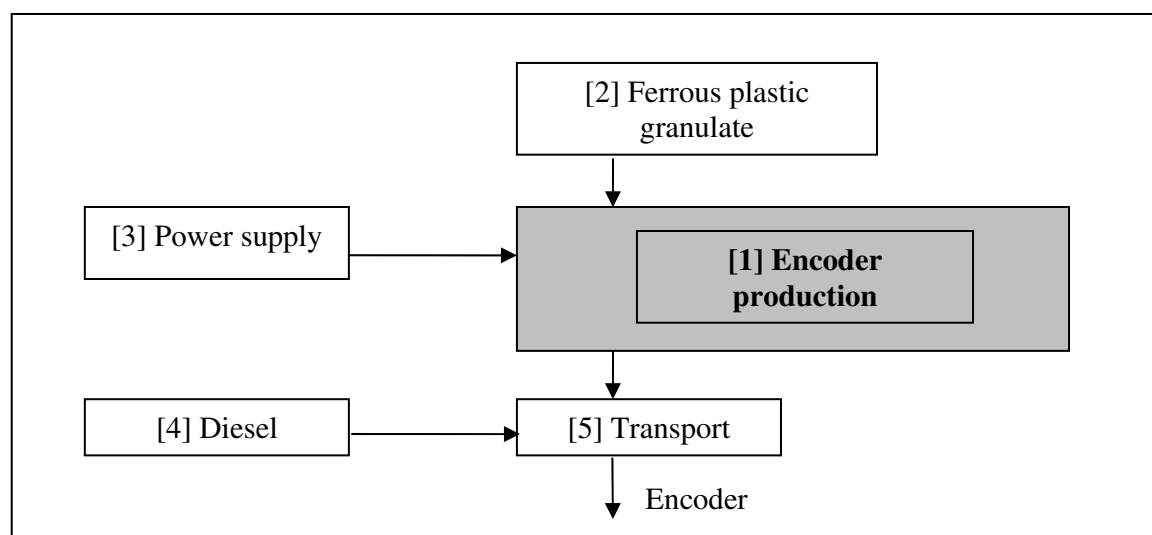 [2] Ferrous plastic
granulate
[3] Power supply
[1] Encoder
production
[4] Diesel
[5] Transport
Encoder